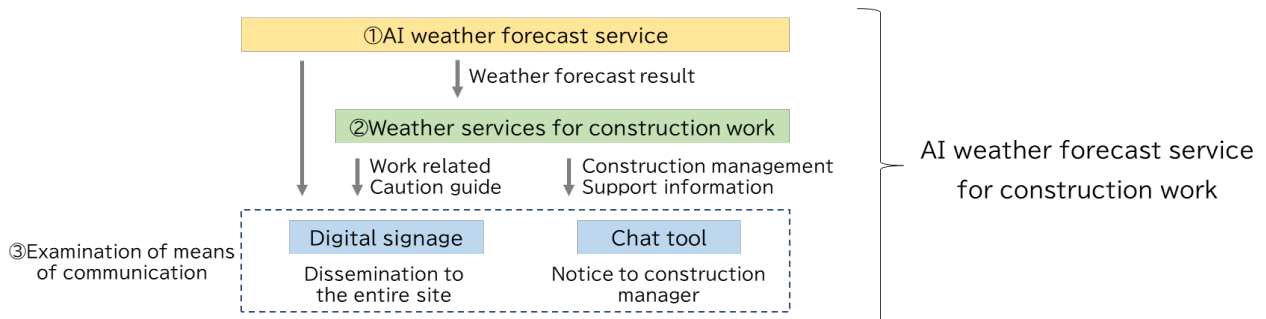 ①AI weather forecast service
Weather forecast result
②Weather services for construction work
Work related
Caution guide
Construction management
Support information
③Examination of means
of communication
Digital signage
Dissemination to
the entire site
Chat tool
Notice to construction
manager
AI weather forecast service
for construction work